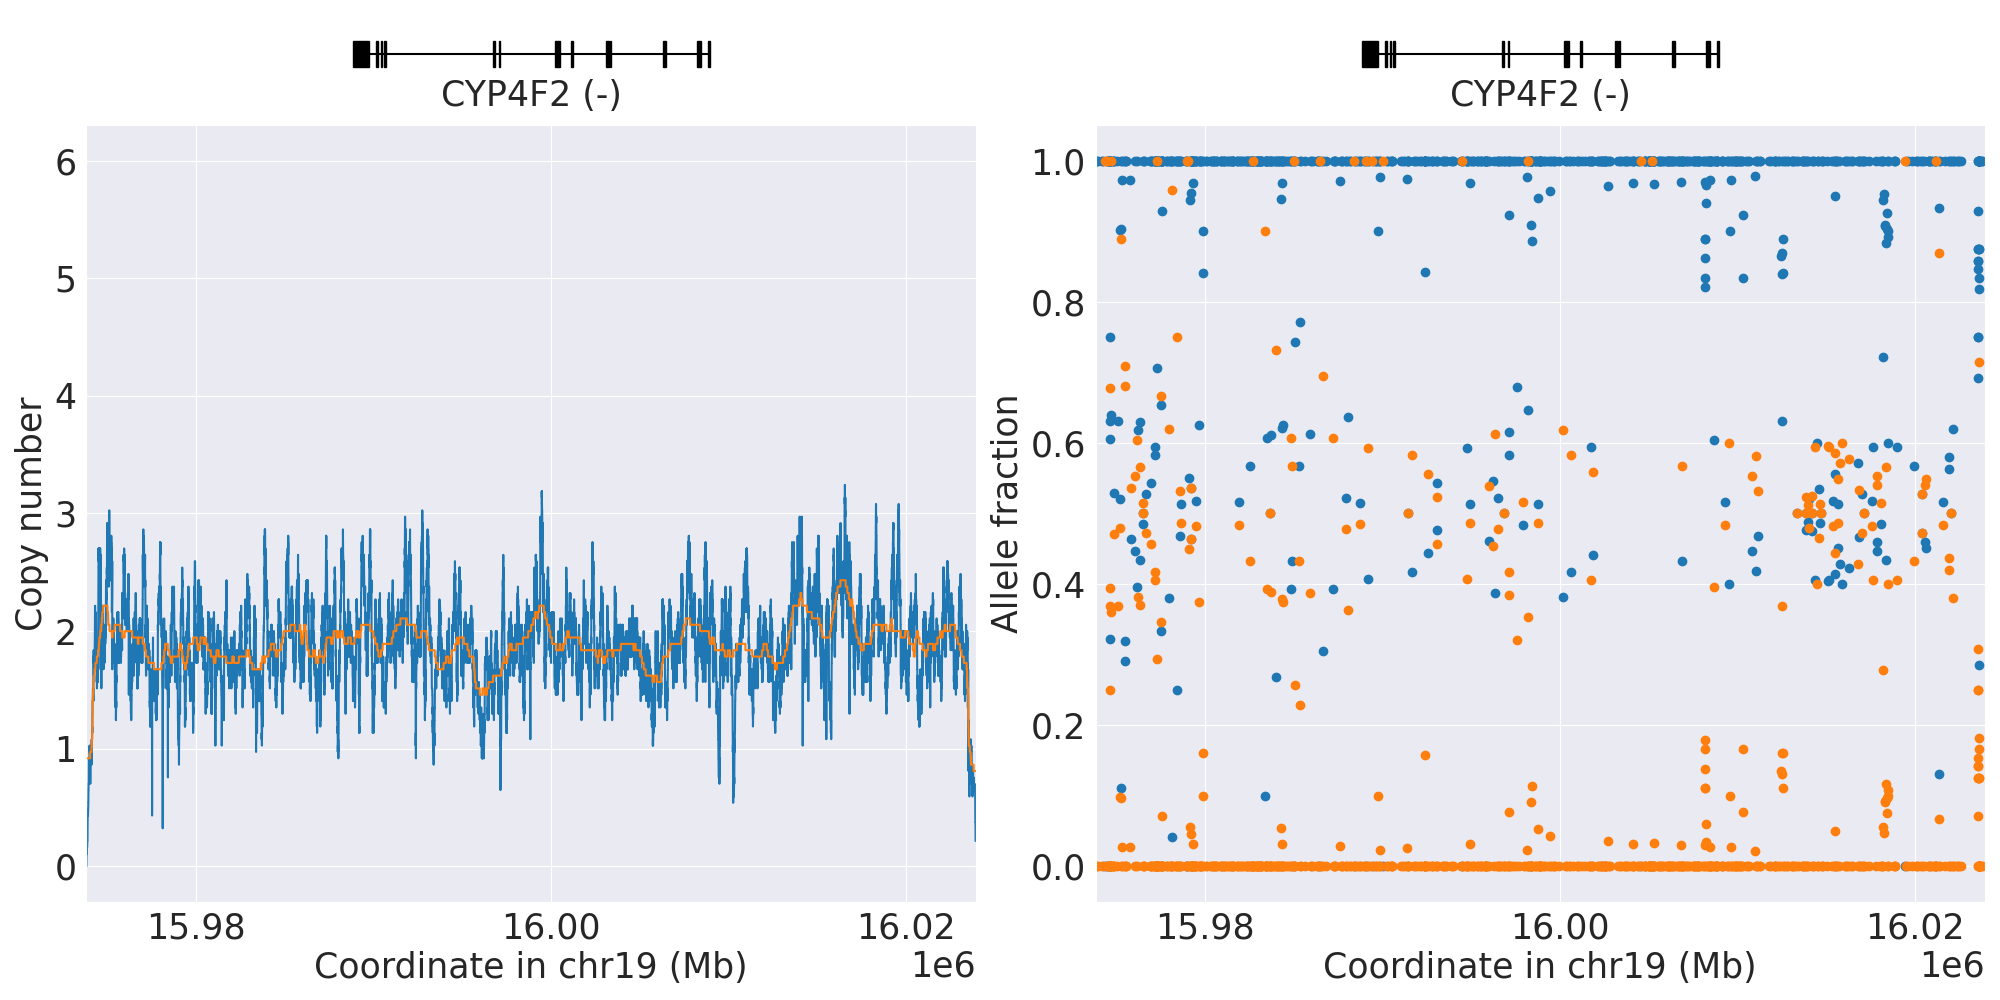 CYP4F2 (-)
6
5
4
3
2
1
0
Copy number
15.98
16.00
16.02
Coordinate in chr19 (Mb)
1e6
CYP4F2 (-)
1.0
0.8
0.6
0.4
0.2
0.0
Allele fraction
15.98
16.00
16.02
Coordinate in chr19 (Mb)
1e6